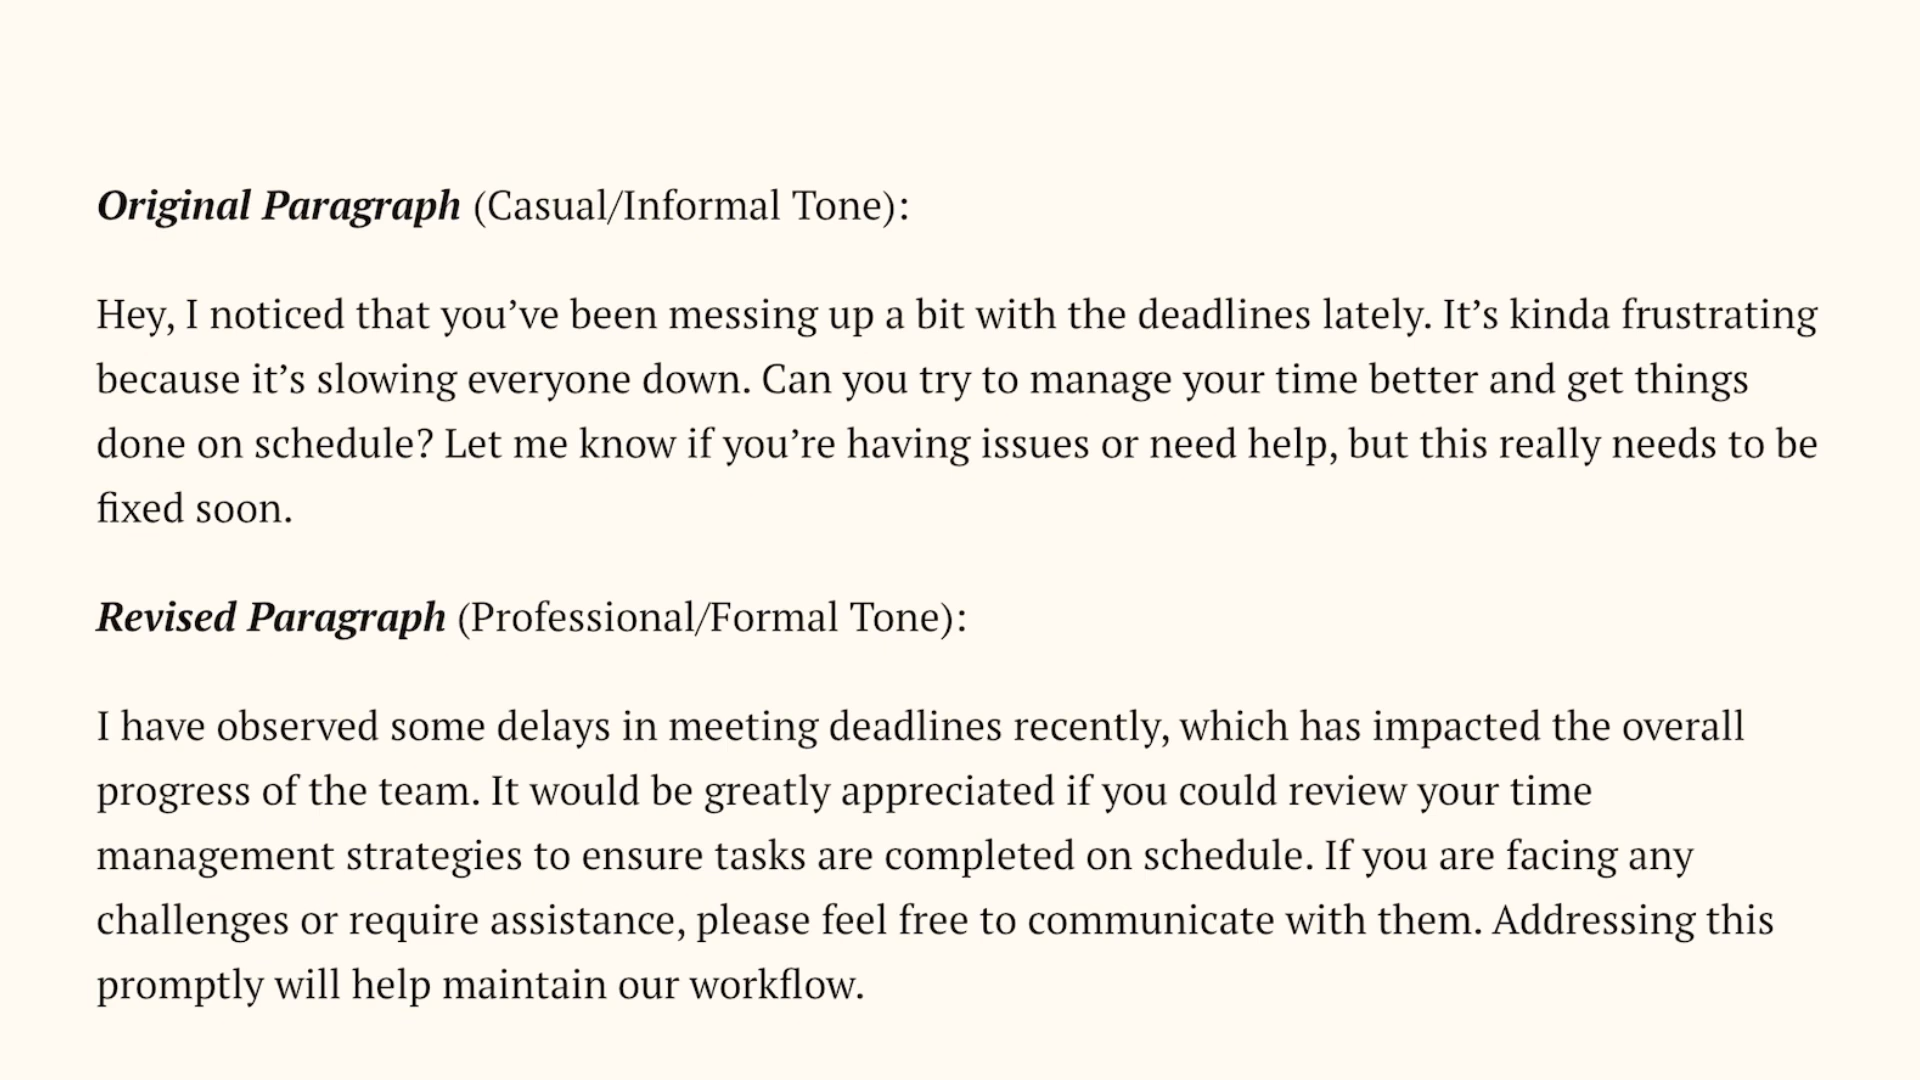 Original Paragraph (Casual/Informal Tone):
Hey, I noticed that you’ve been messing up a bit with the deadlines lately. It’s kinda frustrating
because it’s slowing everyone down. Can you try to manage your time better and get things
done on schedule? Let me know if you’re having issues or need help, but this really needs to be
fixed soon.
Revised Paragraph (Professional/Formal Tone):
I have observed some delays in meeting deadlines recently, which has impacted the overall
progress of the team. It would be greatly appreciated if you could review your time
management strategies to ensure tasks are completed on schedule. If you are facing any
challenges or require assistance, please feel free to communicate with them. Addressing this
promptly will help maintain our workflow.